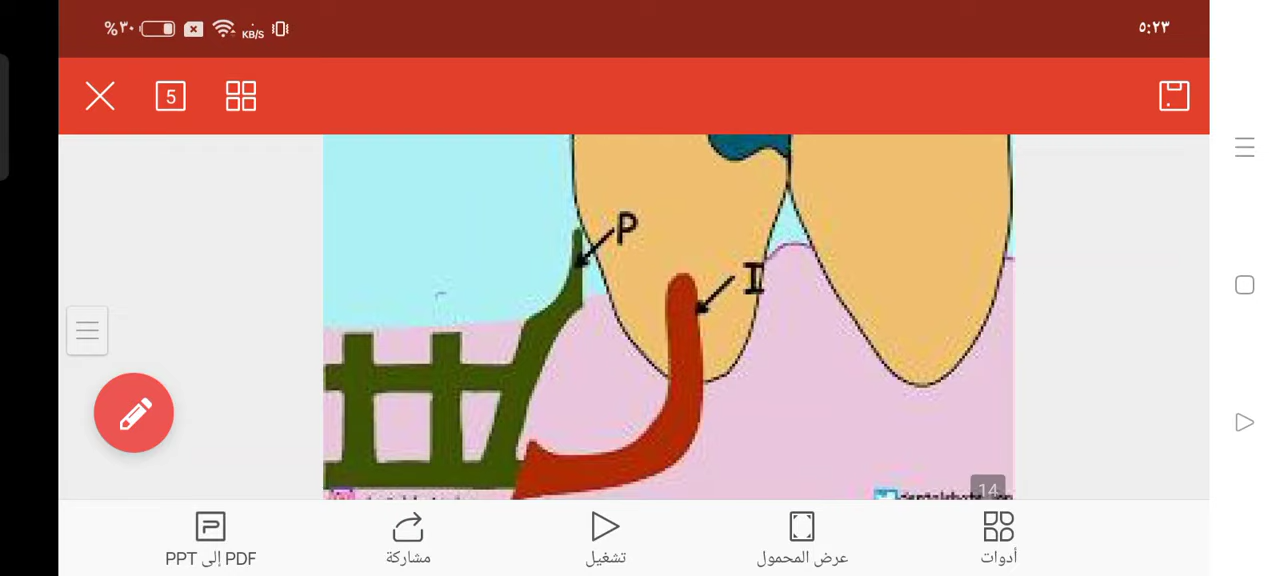 %٣٠ KB/S ٥:٢٣
5
P
I
14
PDF إلى PPT مشاركة تشغيل عرض المحمول أدوات